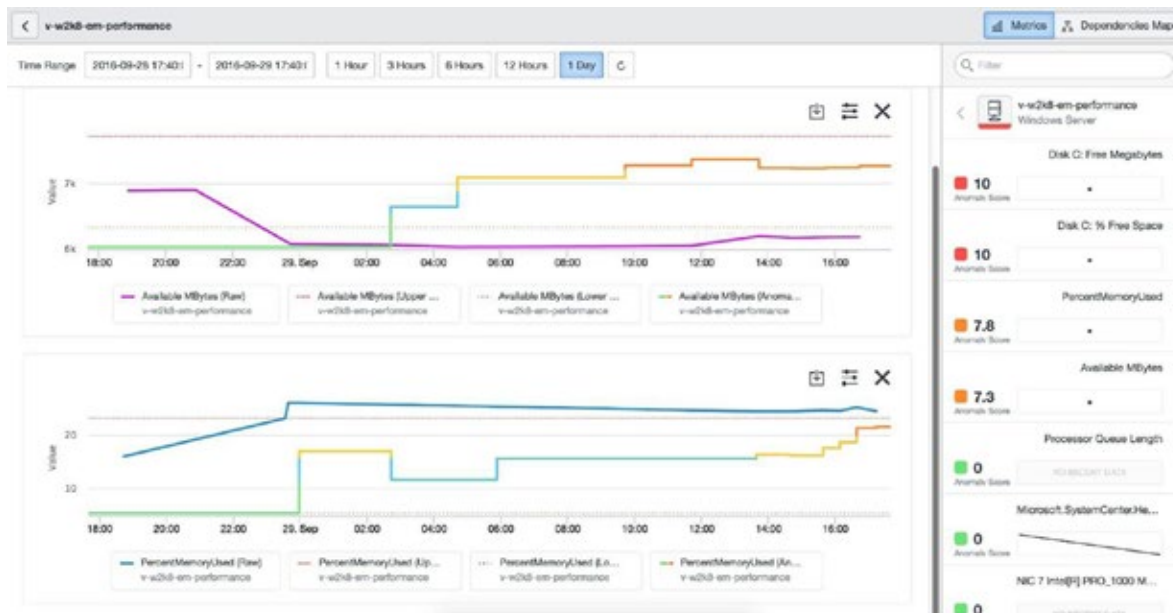 v-w2k8-em-performance
Metrics
Dependencies Map
Time Range
2016-09-28 17:40:
-
2016-09-29 17:40:
1 Hour
3 Hours
6 Hours
12 Hours
1 Day
Filter
v-w2k8-em-performance
Windows Server
Value
7k
6k
18:00 20:00 22:00 29. Sep 02:00 04:00 06:00 08:00 10:00 12:00 14:00 16:00
Available MBytes (Raw)
v-w2k8-em-performance
Available MBytes (Upper ...
v-w2k8-em-performance
Available MBytes (Lower ...
v-w2k8-em-performance
Available MBytes (Anoma...
v-w2k8-em-performance
Value
20
10
18:00 20:00 22:00 29. Sep 02:00 04:00 06:00 08:00 10:00 12:00 14:00 16:00
PercentMemoryUsed (Raw)
v-w2k8-em-performance
PercentMemoryUsed (Up...
v-w2k8-em-performance
PercentMemoryUsed (Lo...
v-w2k8-em-performance
PercentMemoryUsed (An...
v-w2k8-em-performance
Disk C: Free Megabytes
10
Anomaly Score
Disk C: % Free Space
10
Anomaly Score
PercentMemoryUsed
7.8
Anomaly Score
Available MBytes
7.3
Anomaly Score
Processor Queue Length
0
Anomaly Score
NO RECENT DATA
Microsoft.SystemCenter.He...
0
Anomaly Score
NIC 7 Intel[R] PRO_1000 M...
0